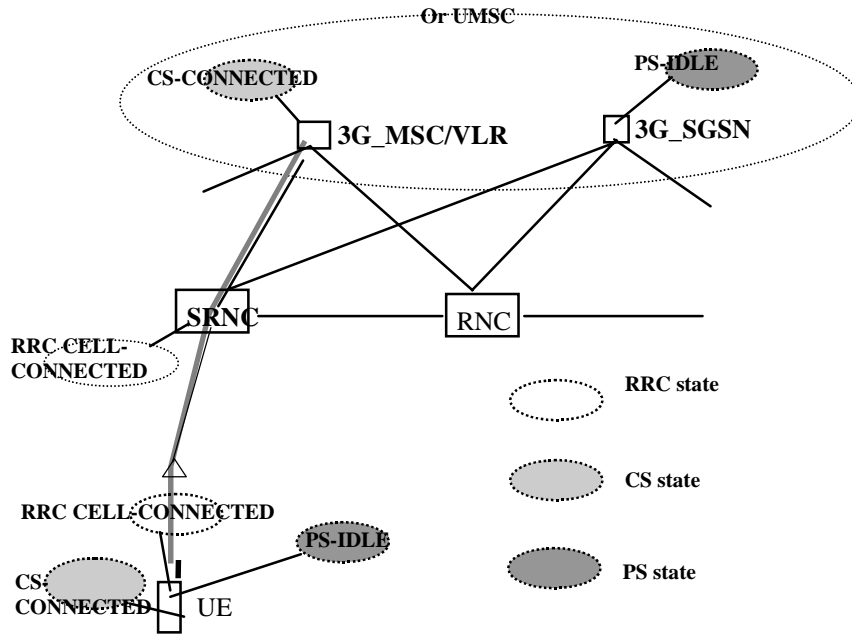 Or UMSC
CS-CONNECTED
PS-IDLE
3G_MSC/VLR
3G_SGSN
SRNC
RNC
RRC CELL-
CONNECTED
RRC state
CS state
RRC CELL-CONNECTED
PS-IDLE
PS state
CS-
CONNECTED
UE